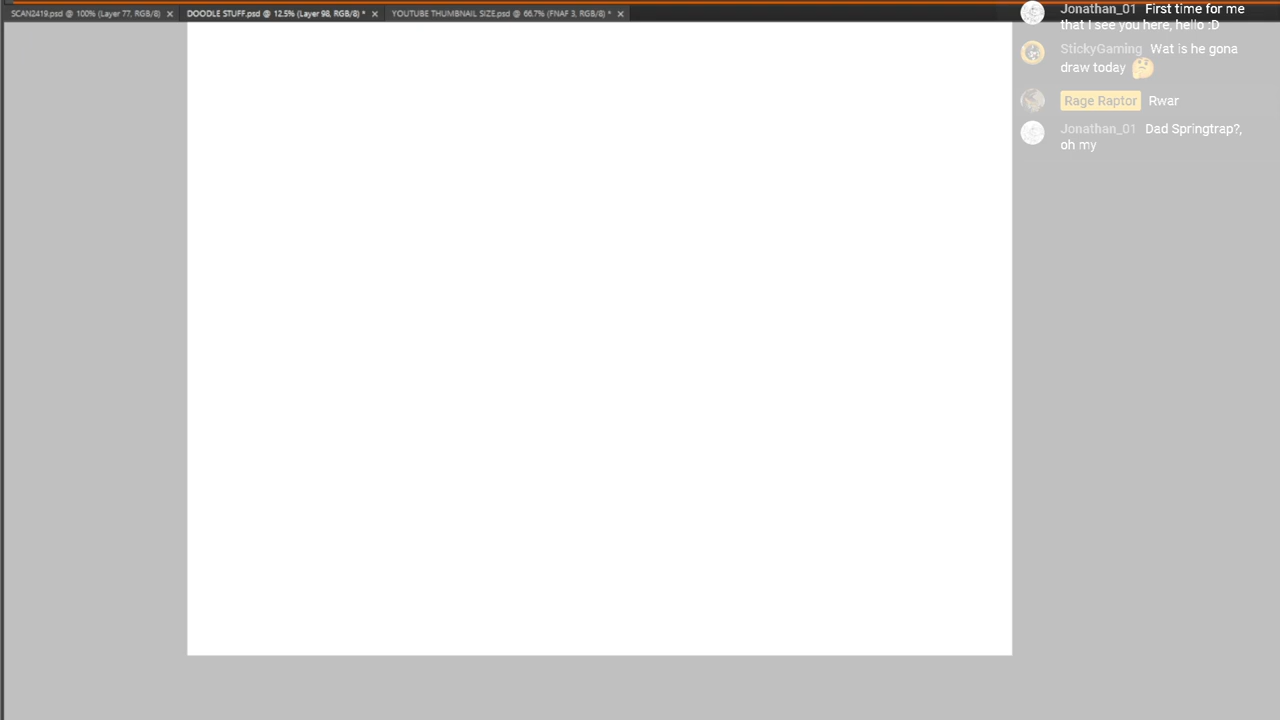 SCAN2419.psd @ 100% (Layer 77, RGB/8) ×
DOODLE STUFF.psd @ 12.5% (Layer 98, RGB/8) * ×
YOUTUBE THUMBNAIL SIZE.psd @ 66.7% (FNAF 3, RGB/8) * ×
Jonathan_01 First time for me
that I see you here, hello :D
StickyGaming Wat is he gona
draw today 🤔
Rage Raptor Rwar
Jonathan_01 Dad Springtrap?,
oh my